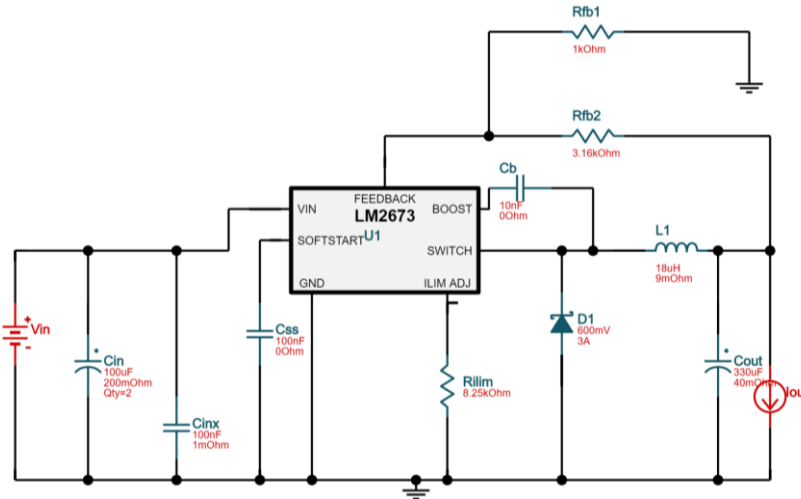 Rfb1
1kOhm
Rfb2
3.16kOhm
Cb
10nF
0Ohm
FEEDBACK
LM2673
VIN
BOOST
SOFTSTART
U1
SWITCH
GND
ILIM ADJ
L1
18uH
9mOhm
Vin
+
-
Cin
100uF
200mOhm
Qty=2
Cinx
100nF
1mOhm
Css
100nF
0Ohm
Rilim
8.25kOhm
D1
600mV
3A
Cout
330uF
40mOhm
Iou